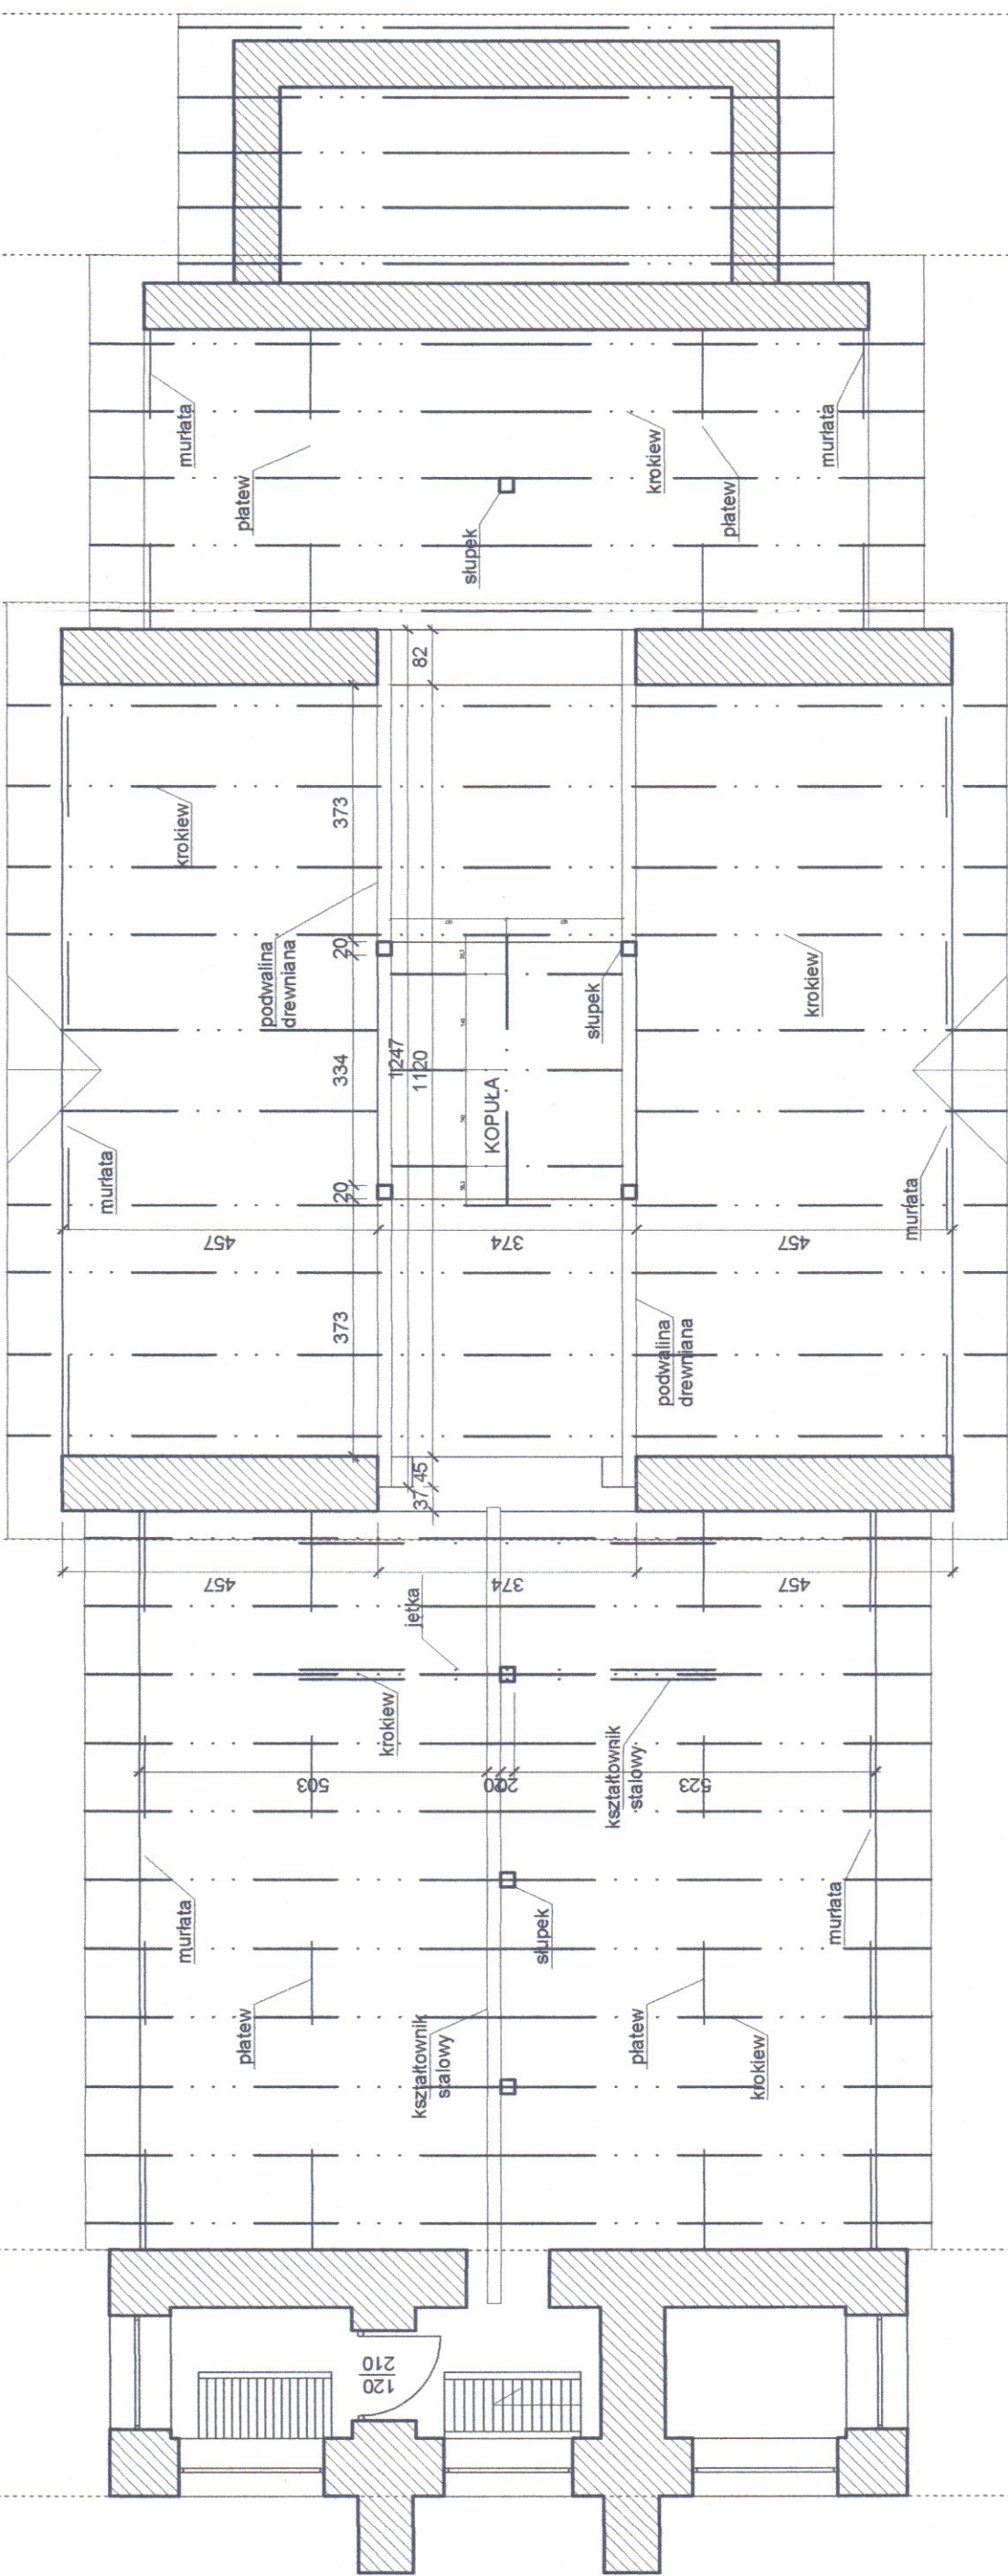 murłata
płatew
słupek
krokiew
płatew
murłata
82
373
krokiew
podwalina
drewniana
20
334
1247
1120
KOPUŁA
słupek
krokiew
20
murłata
murłata
457
374
457
373
podwalina
drewniana
45
37
457
374
457
jętka
krokiew
kształtownik
stalowy
503
523
murłata
słupek
murłata
płatew
kształtownik
stalowy
płatew
krokiew
120
210